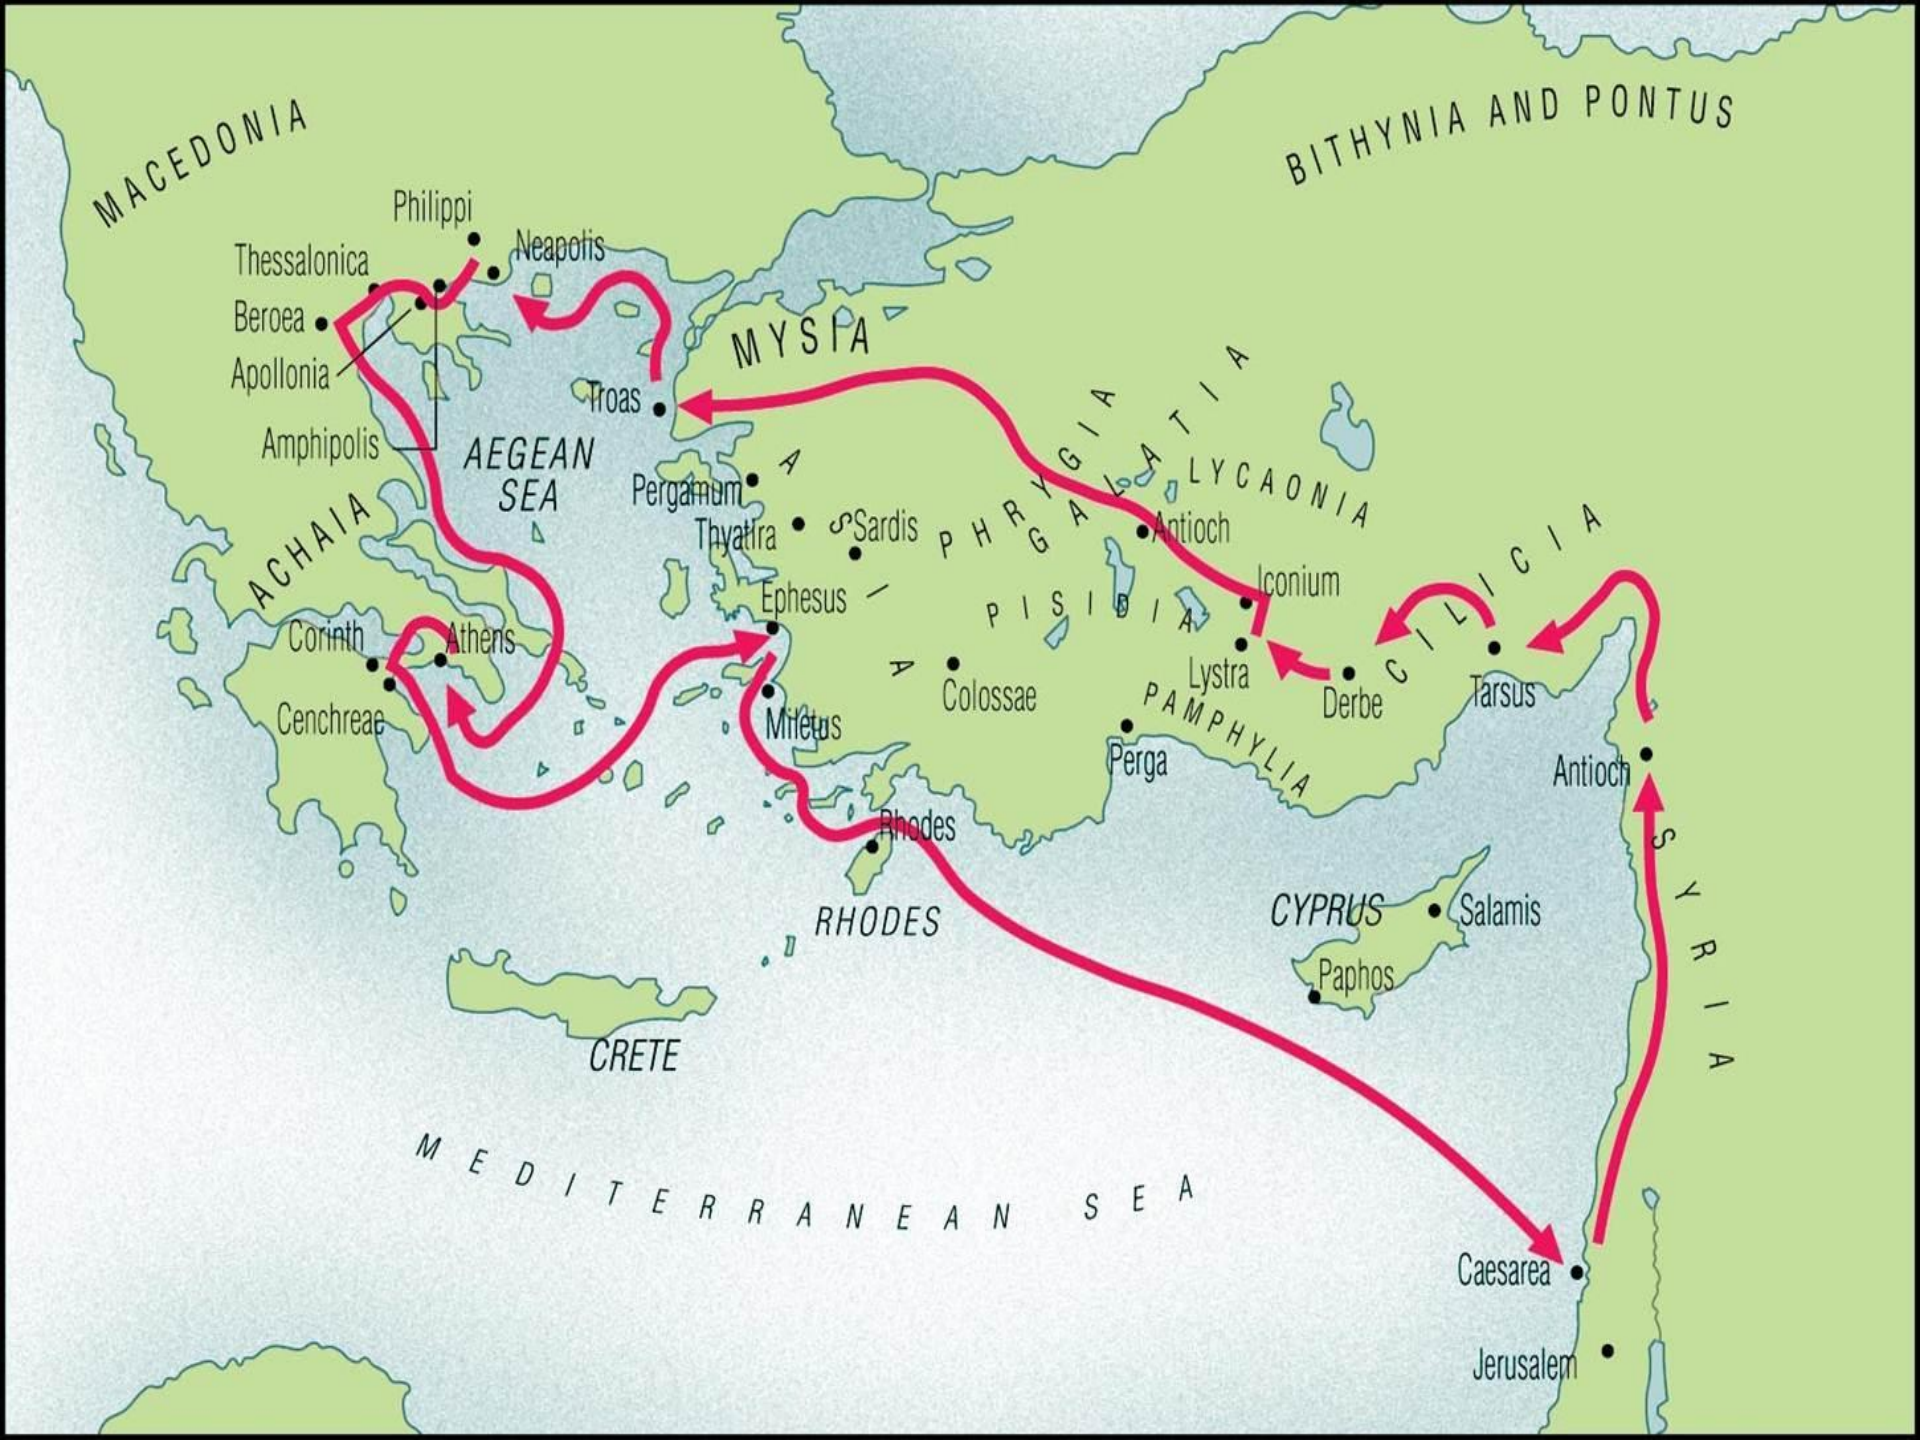 MACEDONIA
BITHYNIA AND PONTUS
Philippi
Neapolis
Thessalonica
Beroea
Apollonia
Amphipolis
MYSIA
Troas
AEGEAN
SEA
PHRYGIA
GALATIA
LYCAONIA
ASIA
Pergamum
Thyatira
Sardis
Antioch
CILICIA
ACHAIA
Ephesus
PISIDIA
Iconium
Corinth
Athens
Cenchreae
Colossae
Lystra
Derbe
Tarsus
Miletus
PAMPHYLIA
Perga
Antioch
Rhodes
RHODES
SYRIA
CYPRUS
Salamis
Paphos
CRETE
MEDITERRANEAN SEA
Caesarea
Jerusalem